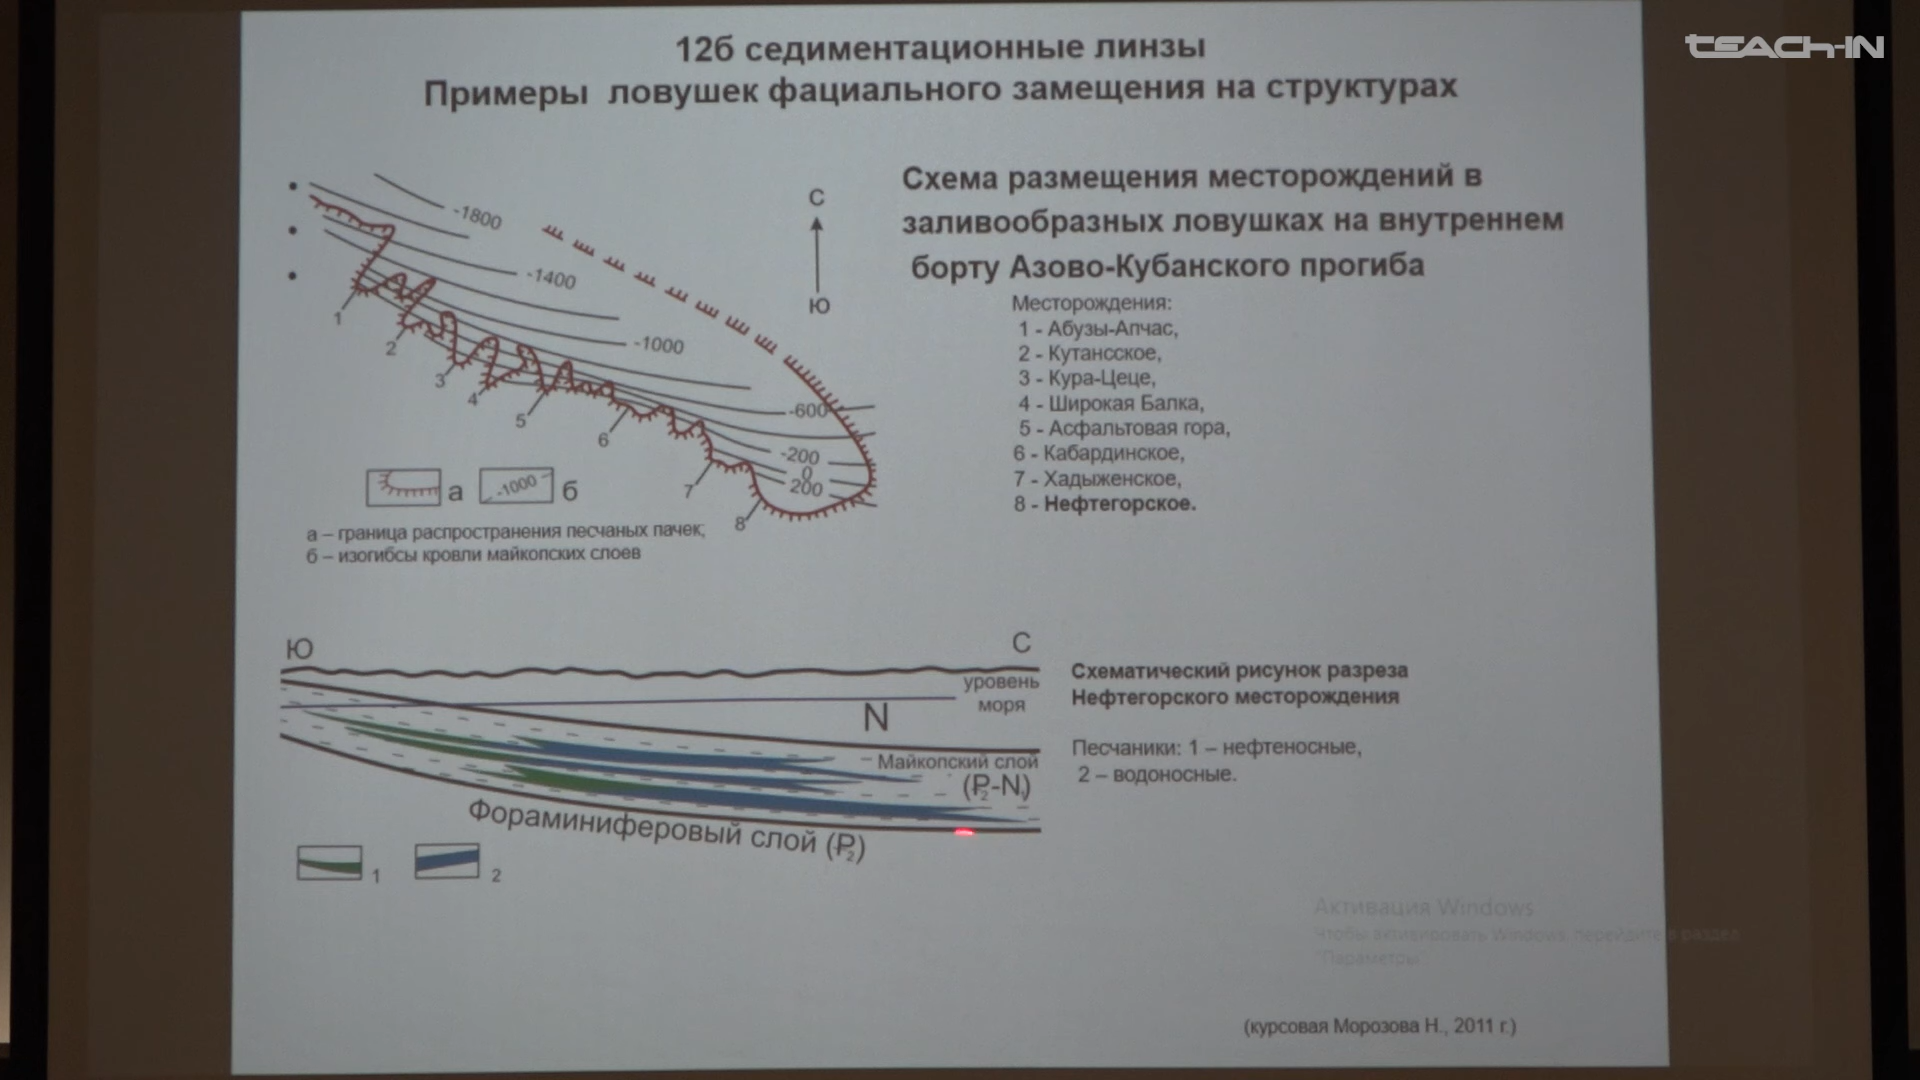 TEACH-IN
12б седиментационные линзы
Примеры ловушек фациального замещения на структурах
Схема размещения месторождений в
заливообразных ловушках на внутреннем
борту Азово-Кубанского прогиба
Месторождения:
1 - Абузы-Апчас,
2 - Кутансское,
3 - Кура-Цеце,
4 - Широкая Балка,
5 - Асфальтовая гора,
6 - Кабардинское,
7 - Хадыженское,
8 - Нефтегорское.
С
Ю
-1800
-1400
-1000
-600
-200
0
200
1
2
3
4
5
6
7
8
а
-1000
б
а – граница распространения песчаных пачек;
б – изогибсы кровли майкопских слоев
Ю
С
уровень
моря
N
Майкопский слой
(P2-N1)
Фораминиферовый слой (P2)
1
2
Схематический рисунок разреза
Нефтегорского месторождения
Песчаники: 1 – нефтеносные,
2 – водоносные.
Активация Windows
Чтобы активировать Windows, перейдите в раздел
"Параметры".
(курсовая Морозова Н., 2011 г.)